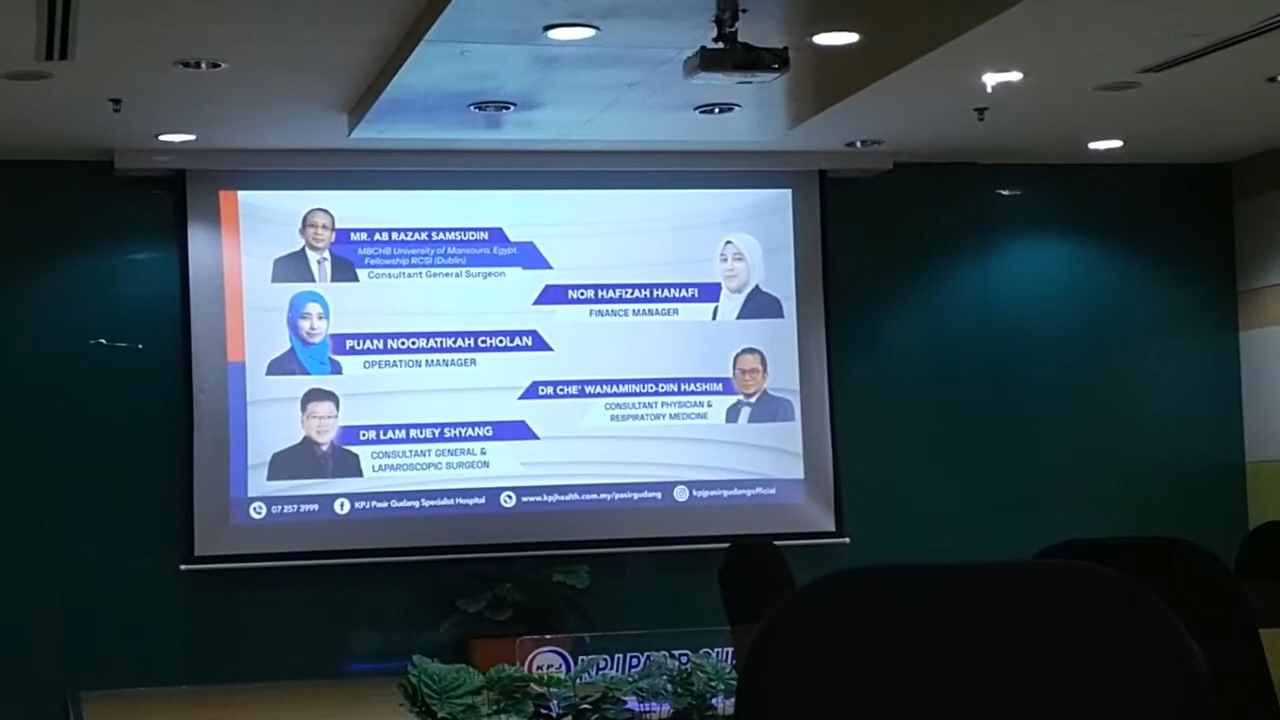 MR. AB RAZAK SAMSUDIN
MBCHB University of Mansoura, Egypt.
Fellowship RCSI (Dublin)
Consultant General Surgeon
NOR HAFIZAH HANAFI
FINANCE MANAGER
PUAN NOORATIKAH CHOLAN
OPERATION MANAGER
DR CHE' WANAMINUD-DIN HASHIM
CONSULTANT PHYSICIAN &
RESPIRATORY MEDICINE
DR LAM RUEY SHYANG
CONSULTANT GENERAL &
LAPAROSCOPIC SURGEON
07 257 3999 KPJ Pasir Gudang Specialist Hospital www.kpjhealth.com.my/pasirgudang kpjpasirgudangofficial
KPJ KPJ